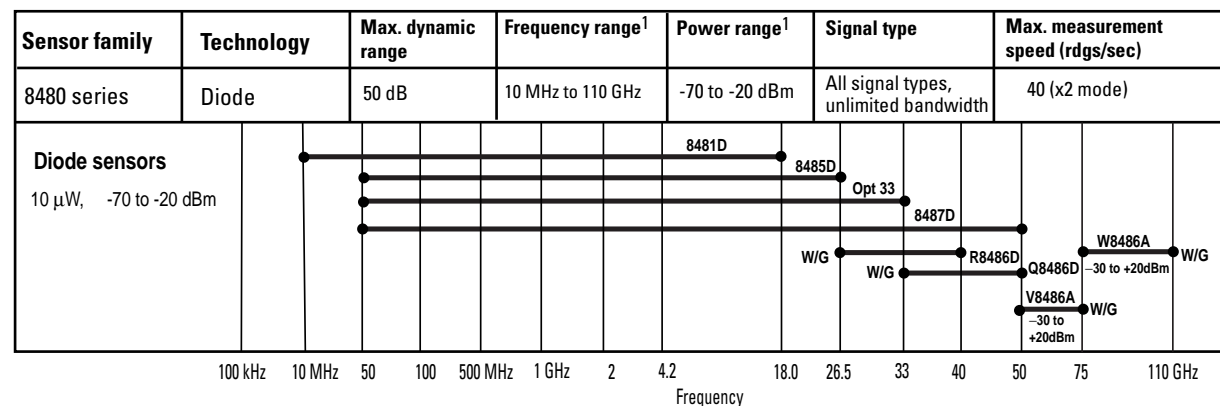 Sensor family
Technology
Max. dynamic
range
Frequency range1
Power range1
Signal type
Max. measurement
speed (rdgs/sec)
8480 series
Diode
50 dB
10 MHz to 110 GHz
-70 to -20 dBm
All signal types,
unlimited bandwidth
40 (x2 mode)
Diode sensors
10 μW, -70 to -20 dBm
8481D
8485D
Opt 33
8487D
W/G
R8486D
W/G
Q8486D
W8486A
W/G
–30 to +20dBm
V8486A
W/G
–30 to
+20dBm
100 kHz 10 MHz 50 100 500 MHz 1 GHz 2 4.2 18.0 26.5 33 40 50 75 110 GHz
Frequency